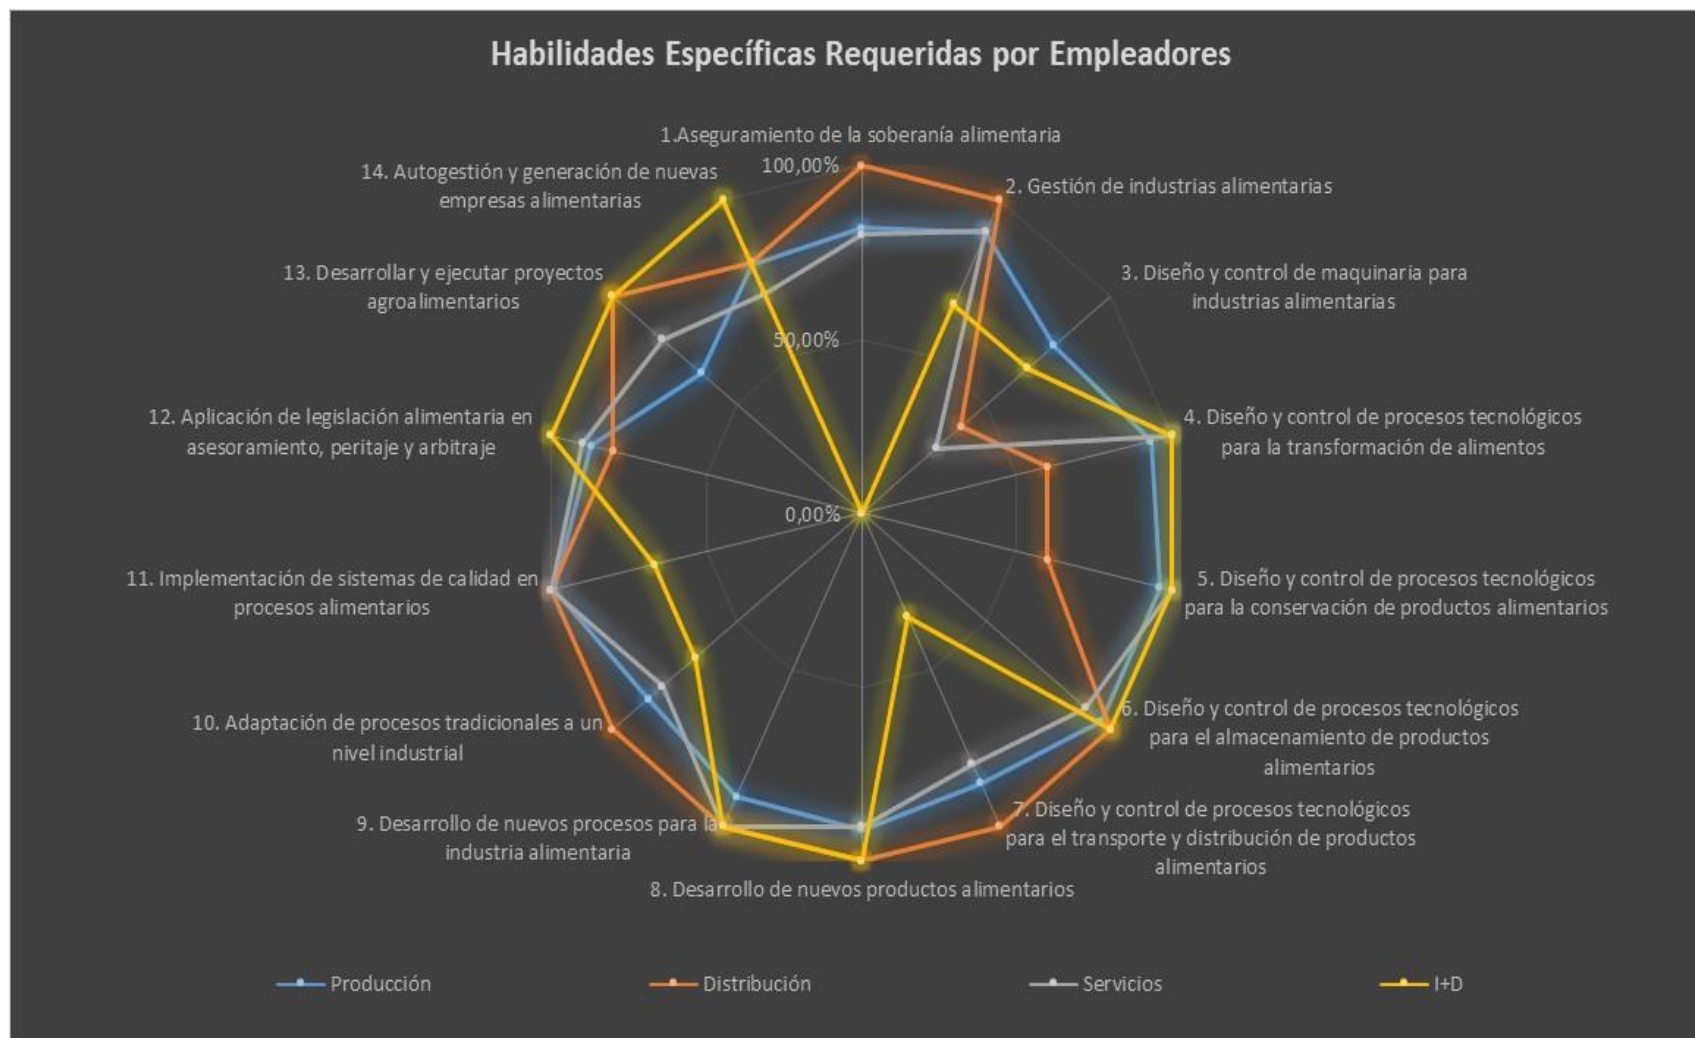 Habilidades Específicas Requeridas por Empleadores
1.Aseguramiento de la soberanía alimentaria
100,00%
50,00%
0,00%
2. Gestión de industrias alimentarias
3. Diseño y control de maquinaria para
industrias alimentarias
4. Diseño y control de procesos tecnológicos
para la transformación de alimentos
5. Diseño y control de procesos tecnológicos
para la conservación de productos alimentarios
6. Diseño y control de procesos tecnológicos
para el almacenamiento de productos
alimentarios
7. Diseño y control de procesos tecnológicos
para el transporte y distribución de productos
alimentarios
8. Desarrollo de nuevos productos alimentarios
9. Desarrollo de nuevos procesos para la
industria alimentaria
10. Adaptación de procesos tradicionales a un
nivel industrial
11. Implementación de sistemas de calidad en
procesos alimentarios
12. Aplicación de legislación alimentaria en
asesoramiento, peritaje y arbitraje
13. Desarrollar y ejecutar proyectos
agroalimentarios
14. Autogestión y generación de nuevas
empresas alimentarias
Producción
Distribución
Servicios
I+D